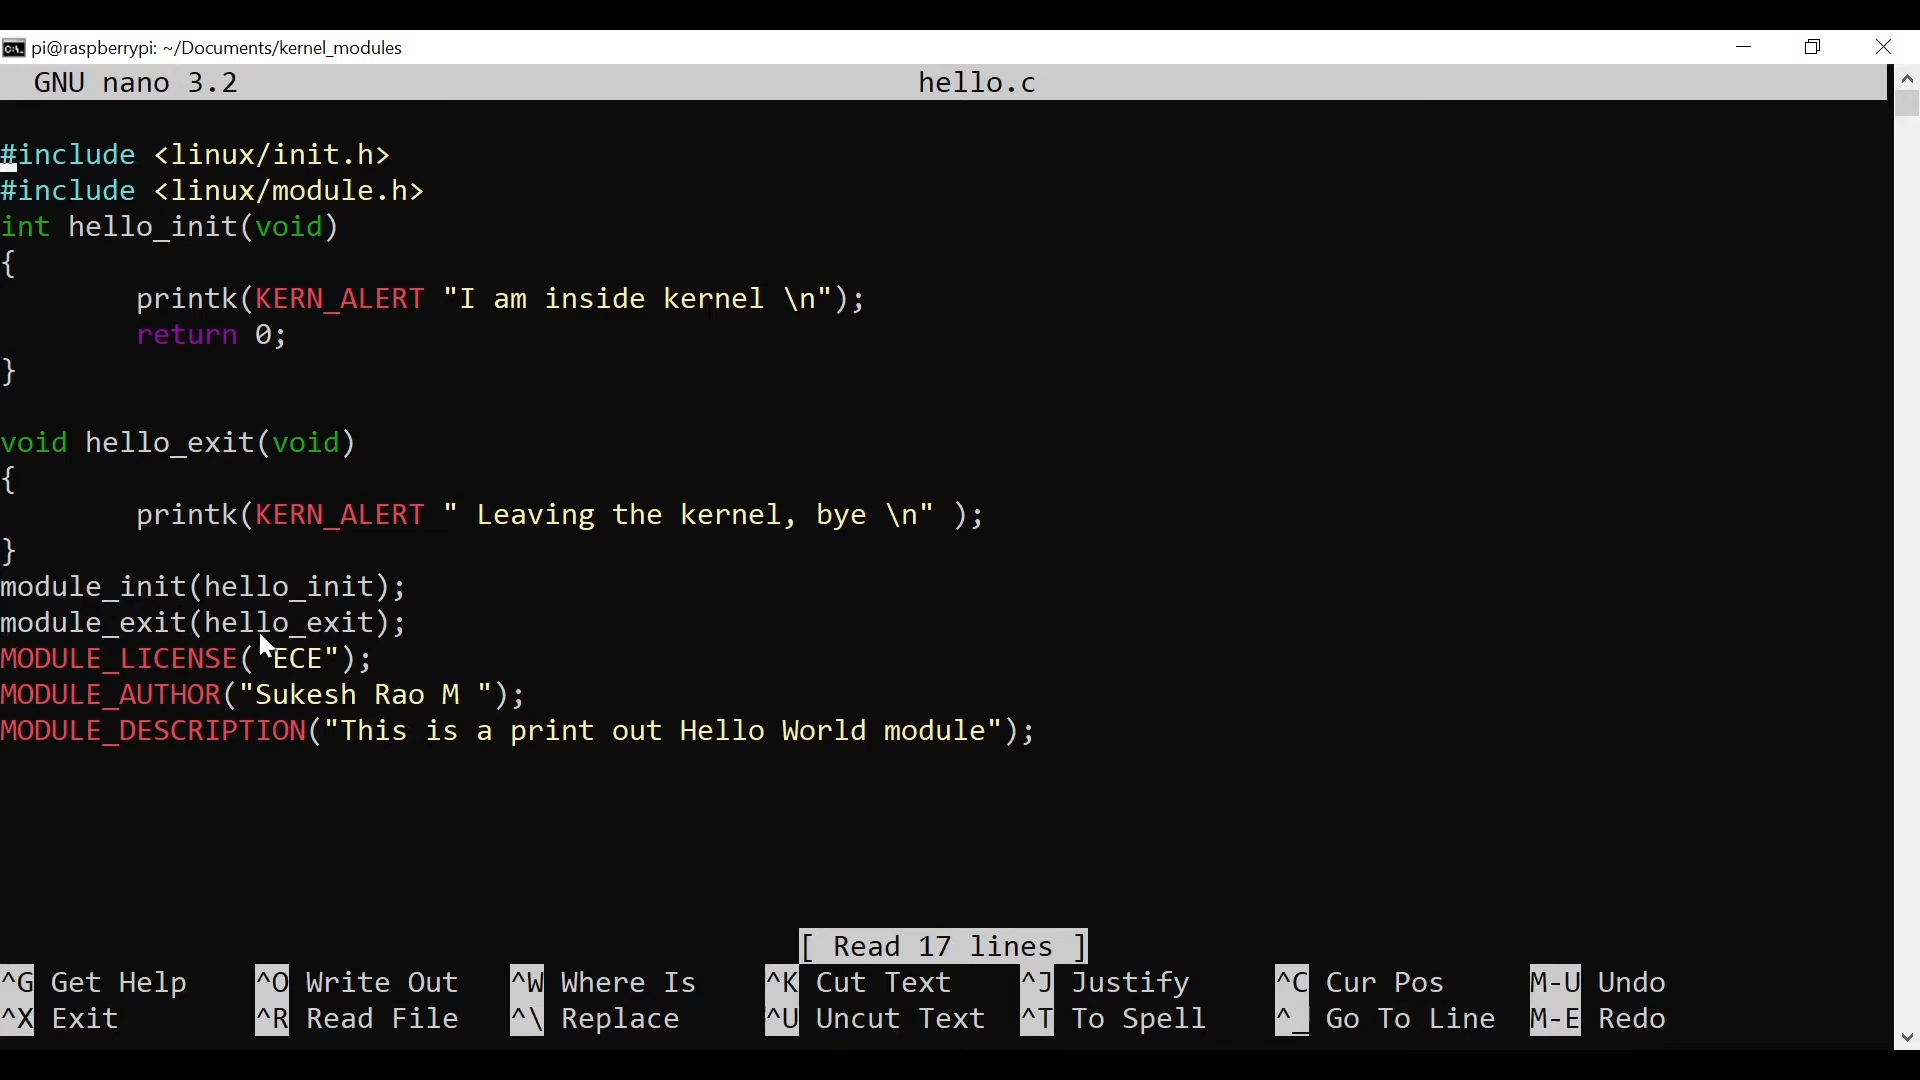 pi@raspberrypi: ~/Documents/kernel_modules
GNU nano 3.2 hello.c
#include <linux/init.h>
#include <linux/module.h>
int hello_init(void)
{
        printk(KERN_ALERT "I am inside kernel \n");
        return 0;
}

void hello_exit(void)
{
        printk(KERN_ALERT " Leaving the kernel, bye \n" );
}
module_init(hello_init);
module_exit(hello_exit);
MODULE_LICENSE("ECE");
MODULE_AUTHOR("Sukesh Rao M ");
MODULE_DESCRIPTION("This is a print out Hello World module");
[ Read 17 lines ]
^G Get Help ^O Write Out ^W Where Is ^K Cut Text ^J Justify ^C Cur Pos M-U Undo
^X Exit ^R Read File ^\ Replace ^U Uncut Text ^T To Spell ^_ Go To Line M-E Redo